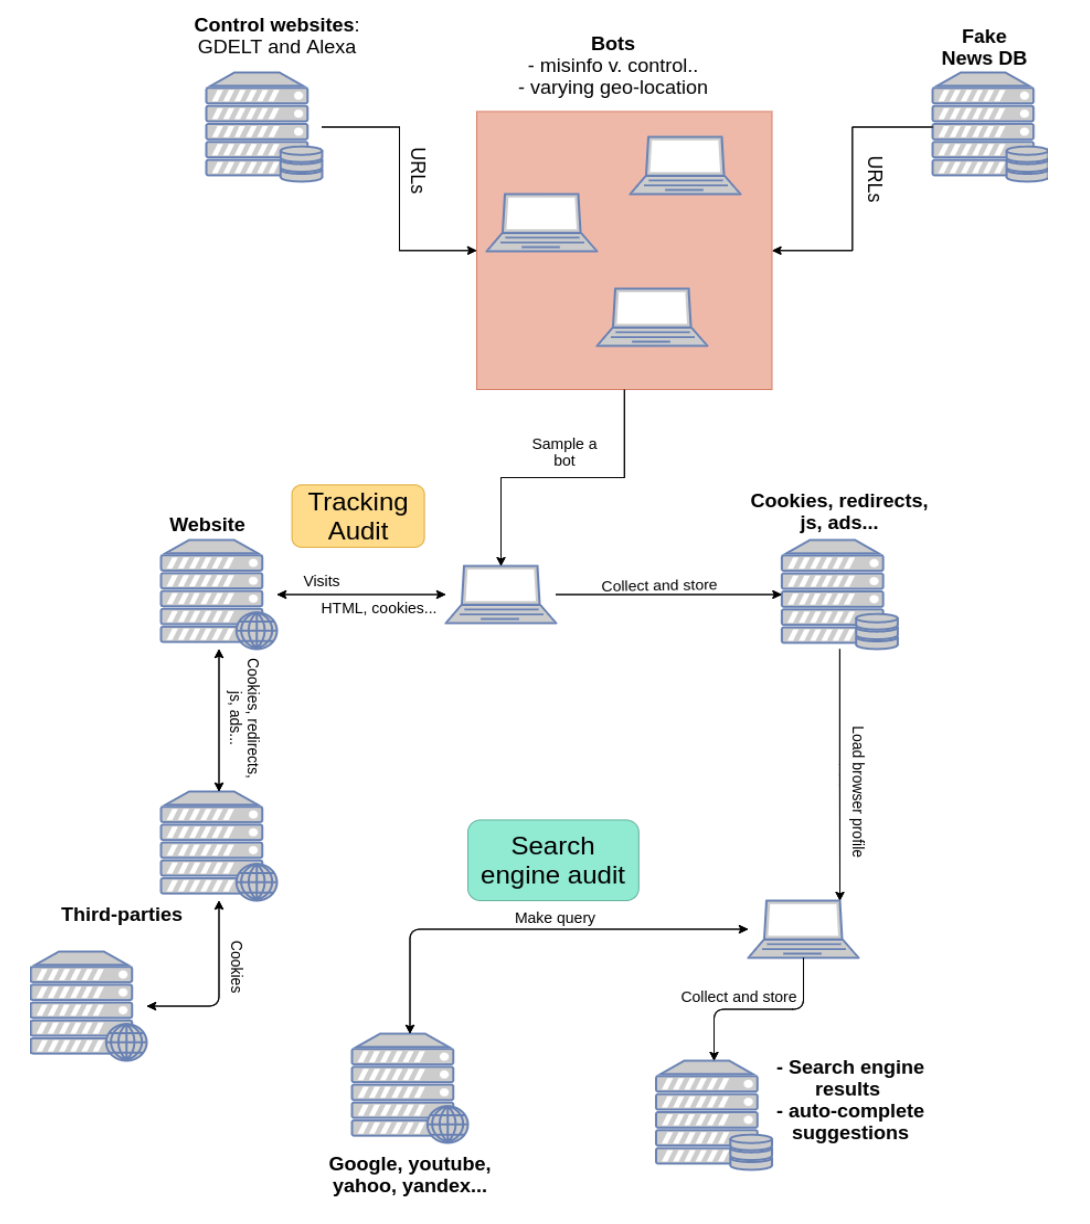 Control websites:
GDELT and Alexa
Bots
- misinfo v. control..
- varying geo-location
Fake
News DB
URLs
URLs
Sample a
bot
Tracking
Audit
Website
Visits
HTML, cookies...
Collect and store
Cookies, redirects,
js, ads...
Cookies, redirects,
js, ads...
Load browser profile
Search
engine audit
Make query
Third-parties
Cookies
Collect and store
Google, youtube,
yahoo, yandex...
- Search engine
results
- auto-complete
suggestions